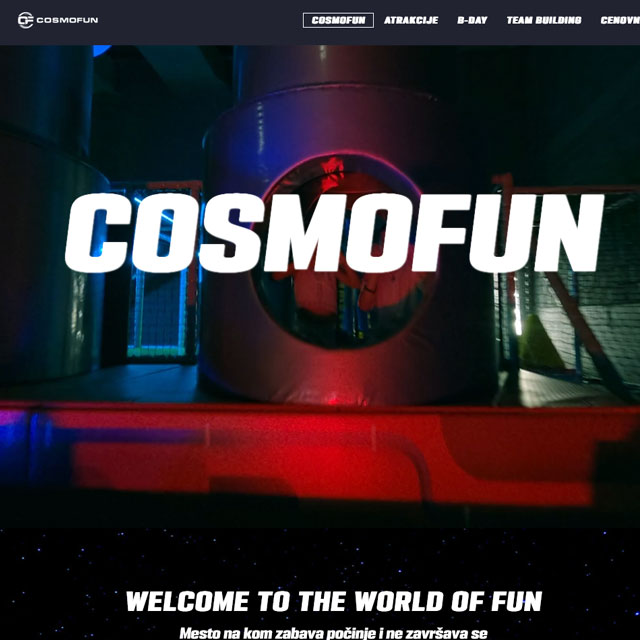 COSMOFUN
COSMOFUN ATRAKCIJE B-DAY TEAM BUILDING
COSMOFUN
WELCOME TO THE WORLD OF FUN
Mesto na kom zabava počinje i ne završava se